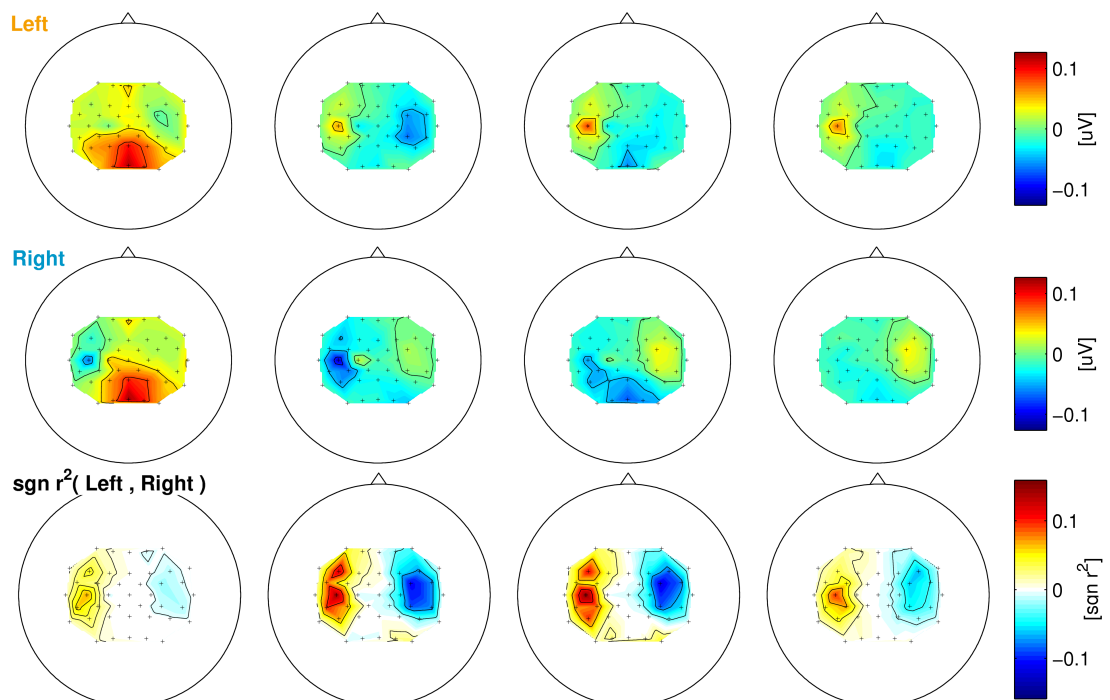 Left
0.1
0
−0.1
[uV]
Right
0.1
0
−0.1
[uV]
sgn r²( Left , Right )
0.1
0
−0.1
[sgn r²]